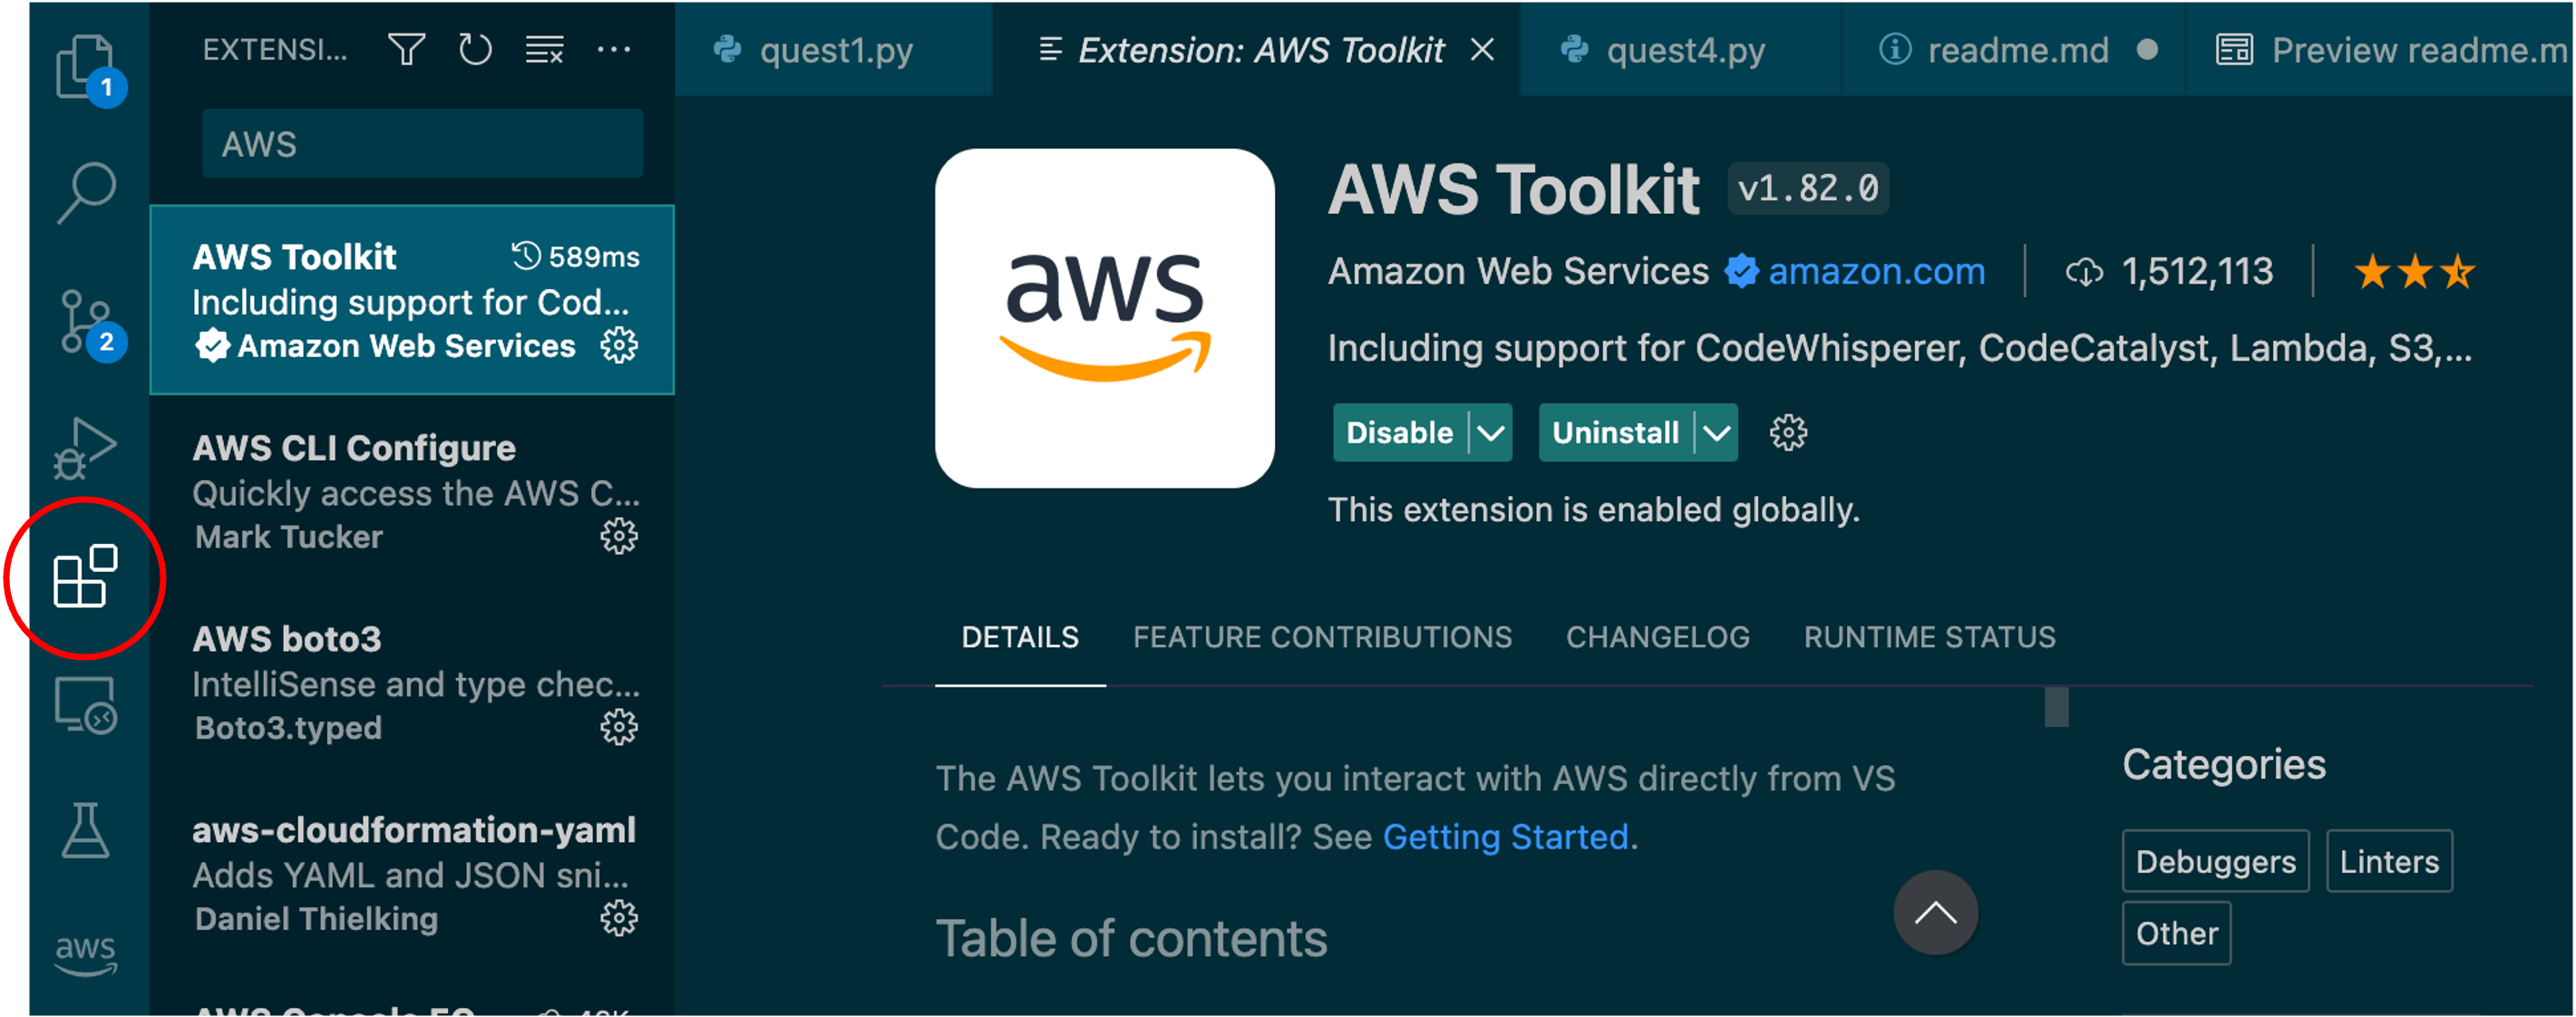 EXTENSI...
quest1.py
Extension: AWS Toolkit
quest4.py
readme.md
Preview readme.m
1
AWS
AWS Toolkit
589ms
Including support for Cod...
Amazon Web Services
2
AWS CLI Configure
Quickly access the AWS C...
Mark Tucker
AWS boto3
IntelliSense and type chec...
Boto3.typed
aws-cloudformation-yaml
Adds YAML and JSON sni...
Daniel Thielking
aws
AWS Console
aws
AWS Toolkit v1.82.0
Amazon Web Services amazon.com 1,512,113
Including support for CodeWhisperer, CodeCatalyst, Lambda, S3,...
Disable Uninstall
This extension is enabled globally.
DETAILS FEATURE CONTRIBUTIONS CHANGELOG RUNTIME STATUS
The AWS Toolkit lets you interact with AWS directly from VS
Code. Ready to install? See Getting Started.
Table of contents
Categories
Debuggers Linters
Other